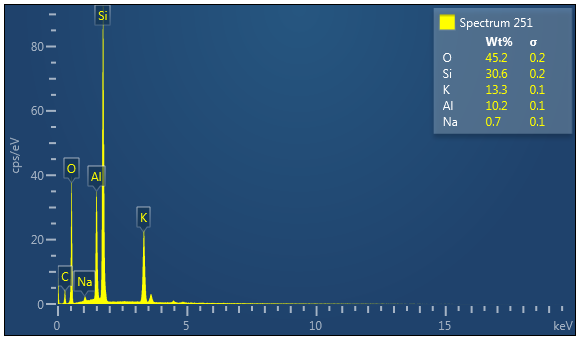 Spectrum 251
Wt% σ
O 45.2 0.2
Si 30.6 0.2
K 13.3 0.1
Al 10.2 0.1
Na 0.7 0.1
Si
80
60
cps/eV
40
O
Al
20
K
C
Na
0
0 5 10 15 keV